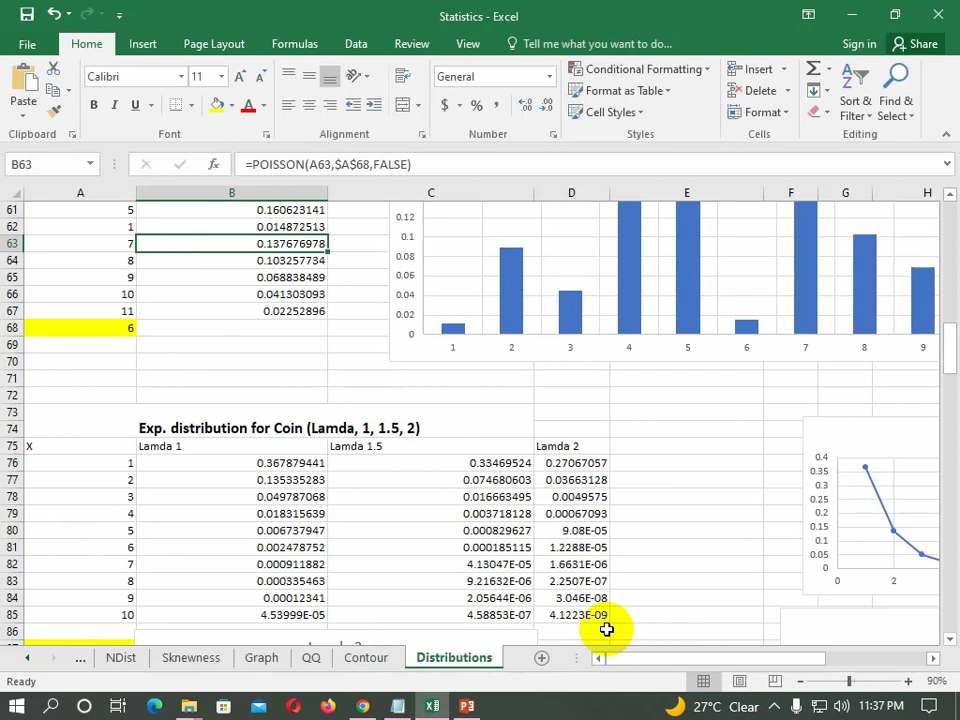 Statistics - Excel
File Home Insert Page Layout Formulas Data Review View Tell me what you want to do... Sign in Share
Paste Calibri 11 General Conditional Formatting Insert
B I U A $ % , Format as Table Delete Sort & Find &
Cell Styles Format Filter Select
Clipboard Font Alignment Number Styles Cells Editing
B63 fx =POISSON(A63,$A$68,FALSE)
A B C D E F G H
61 5 0.160623141
62 1 0.014872513
63 7 0.137676978
64 8 0.103257734
65 9 0.068838489
66 10 0.041303093
67 11 0.02252896
68 6
69
70
71
72
73
0.12
0.1
0.08
0.06
0.04
0.02
0
1 2 3 4 5 6 7 8 9
74 Exp. distribution for Coin (Lamda, 1, 1.5, 2)
75 X Lamda 1 Lamda 1.5 Lamda 2
76 1 0.367879441 0.33469524 0.27067057
77 2 0.135335283 0.074680603 0.03663128
78 3 0.049787068 0.016663495 0.0049575
79 4 0.018315639 0.003718128 0.00067093
80 5 0.006737947 0.000829627 9.08E-05
81 6 0.002478752 0.000185115 1.2288E-05
82 7 0.000911882 4.13047E-05 1.6631E-06
83 8 0.000335463 9.21632E-06 2.2507E-07
84 9 0.00012341 2.05644E-06 3.046E-08
85 10 4.53999E-05 4.58853E-07 4.1223E-09
86
0.4
0.35
0.3
0.25
0.2
0.15
0.1
0.05
0
0 2
... NDist Sknewness Graph QQ Contour Distributions
Ready 90%
27°C Clear 11:37 PM